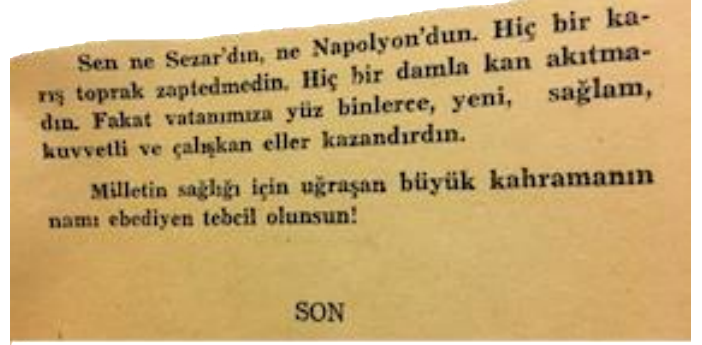 Sen ne Sezar'dın, ne Napolyon'dun. Hiç bir ka-
rış toprak zaptedmedin. Hiç bir damla kan akıtma-
dın. Fakat vatanımıza yüz binlerce, yeni, sağlam,
kuvvetli ve çalışkan eller kazandırdın.
Milletin sağlığı için uğraşan büyük kahramanın
namı ebediyen tebcil olunsun!
SON